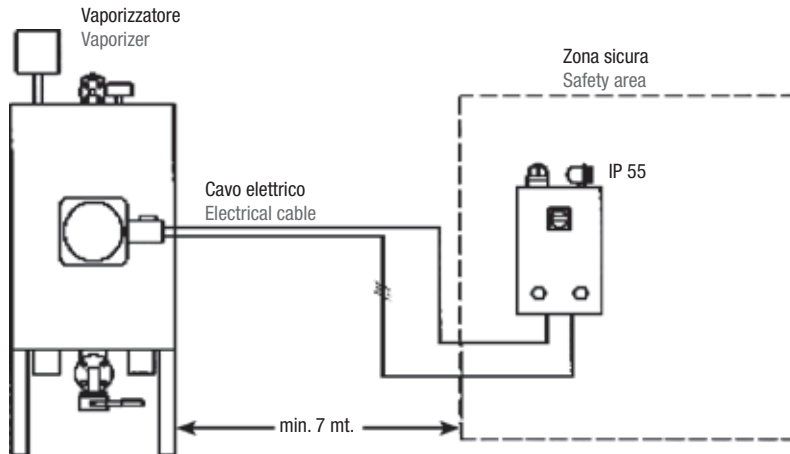 Vaporizzatore
Vaporizer
Zona sicura
Safety area
IP 55
Cavo elettrico
Electrical cable
min. 7 mt.